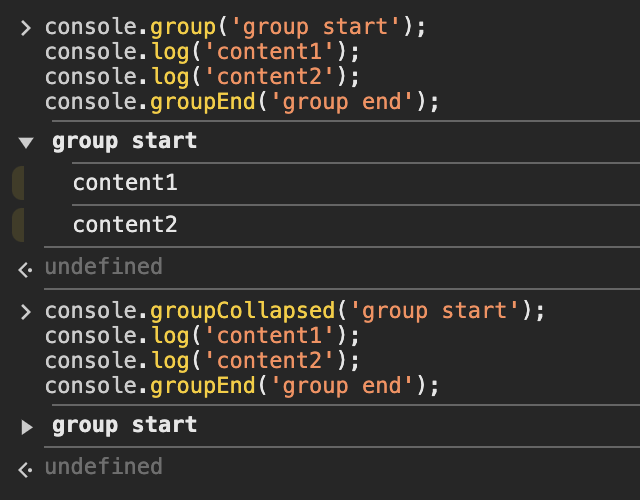 console.group('group start');
console.log('content1');
console.log('content2');
console.groupEnd('group end');
group start
content1
content2
undefined
console.groupCollapsed('group start');
console.log('content1');
console.log('content2');
console.groupEnd('group end');
group start
undefined